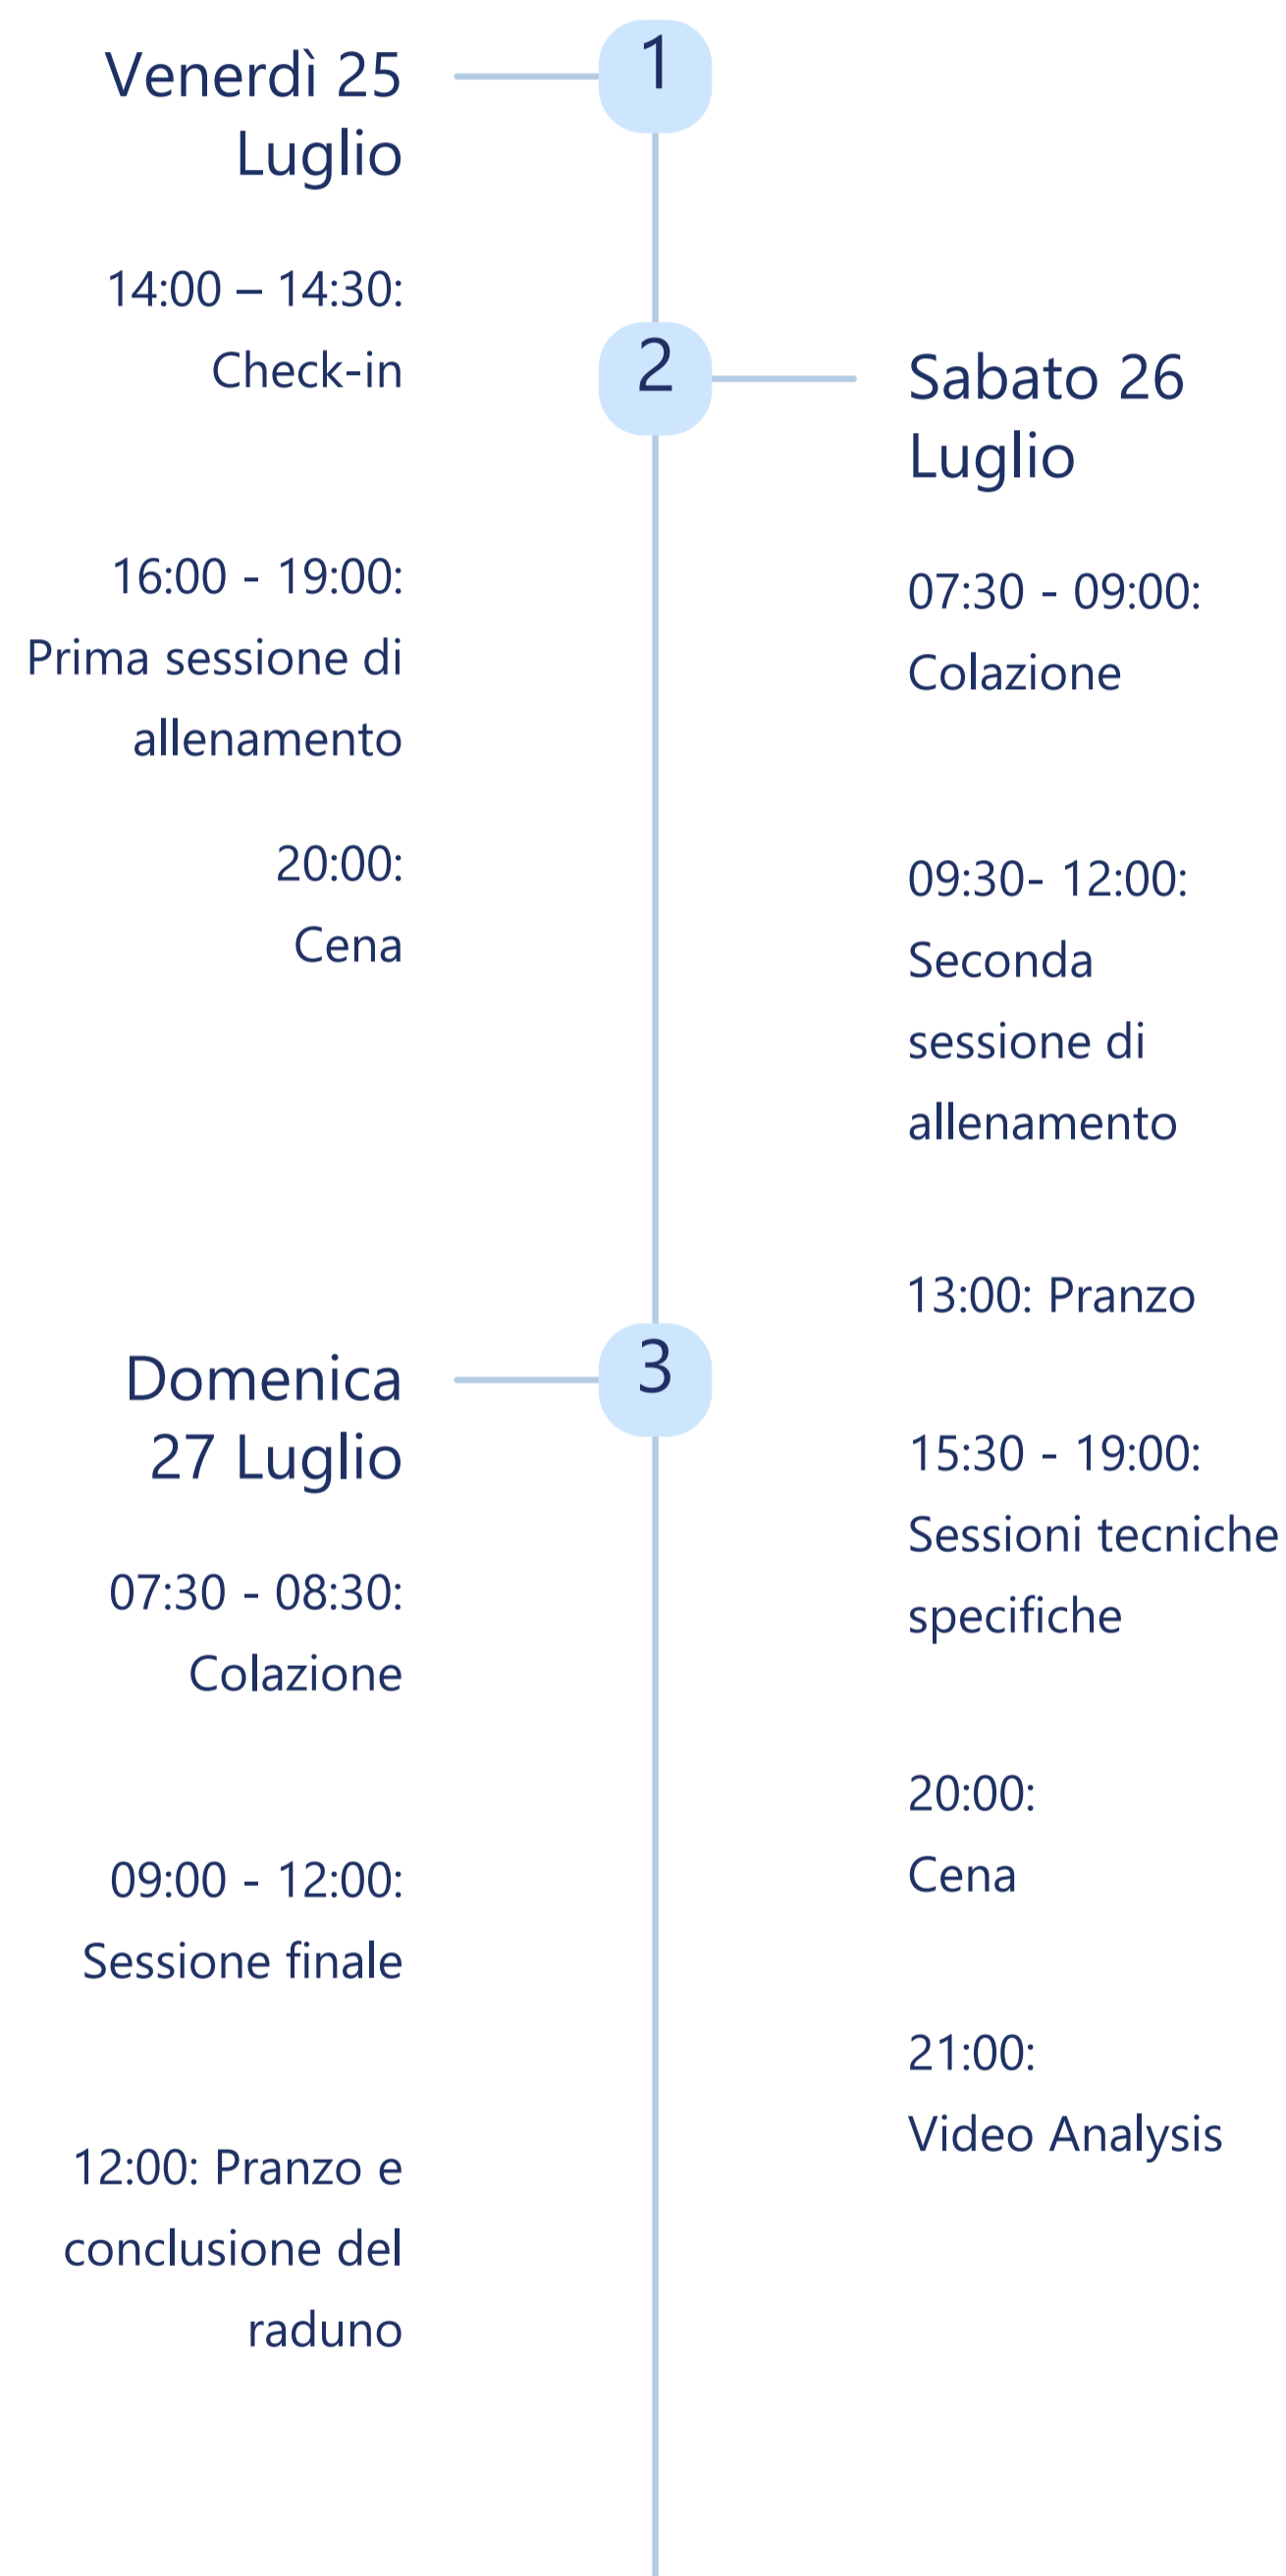 1
Venerdì 25
Luglio
14:00 – 14:30:
Check-in
16:00 - 19:00:
Prima sessione di
allenamento
20:00:
Cena
2
Sabato 26
Luglio
07:30 - 09:00:
Colazione
09:30- 12:00:
Seconda
sessione di
allenamento
13:00: Pranzo
15:30 - 19:00:
Sessioni tecniche
specifiche
20:00:
Cena
21:00:
Video Analysis
3
Domenica
27 Luglio
07:30 - 08:30:
Colazione
09:00 - 12:00:
Sessione finale
12:00: Pranzo e
conclusione del
raduno